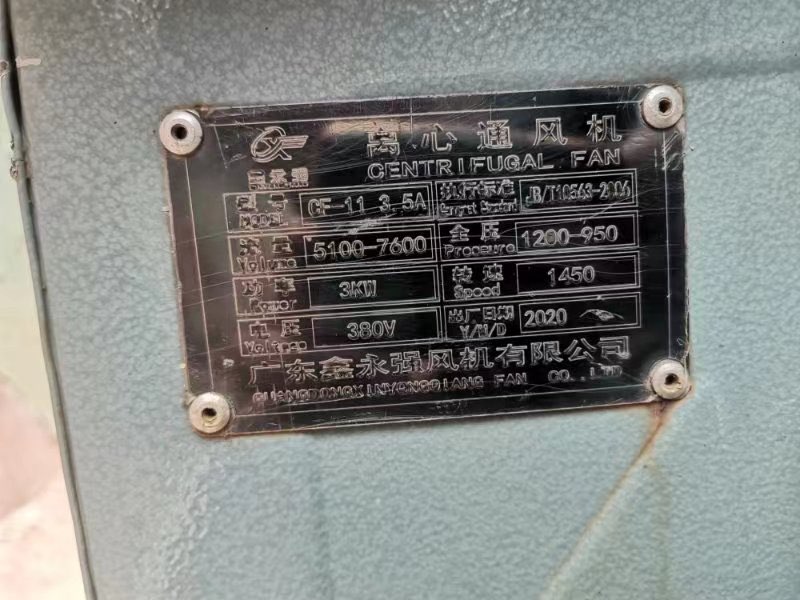 离心通风机
CENTRIFUGAL FAN
型号 CF-11 3.5A 执行标准 JB/T10563-2006
MODEL
流量 5100-7600 全压 1200-950
Volume Pressure
功率 3KW 转速 1450
Power Speed
电压 380V 出厂日期 2020
Voltage Y/M/D
广东鑫永强风机有限公司
GUANGDONGXINYONGQIANG FAN CO.,LTD